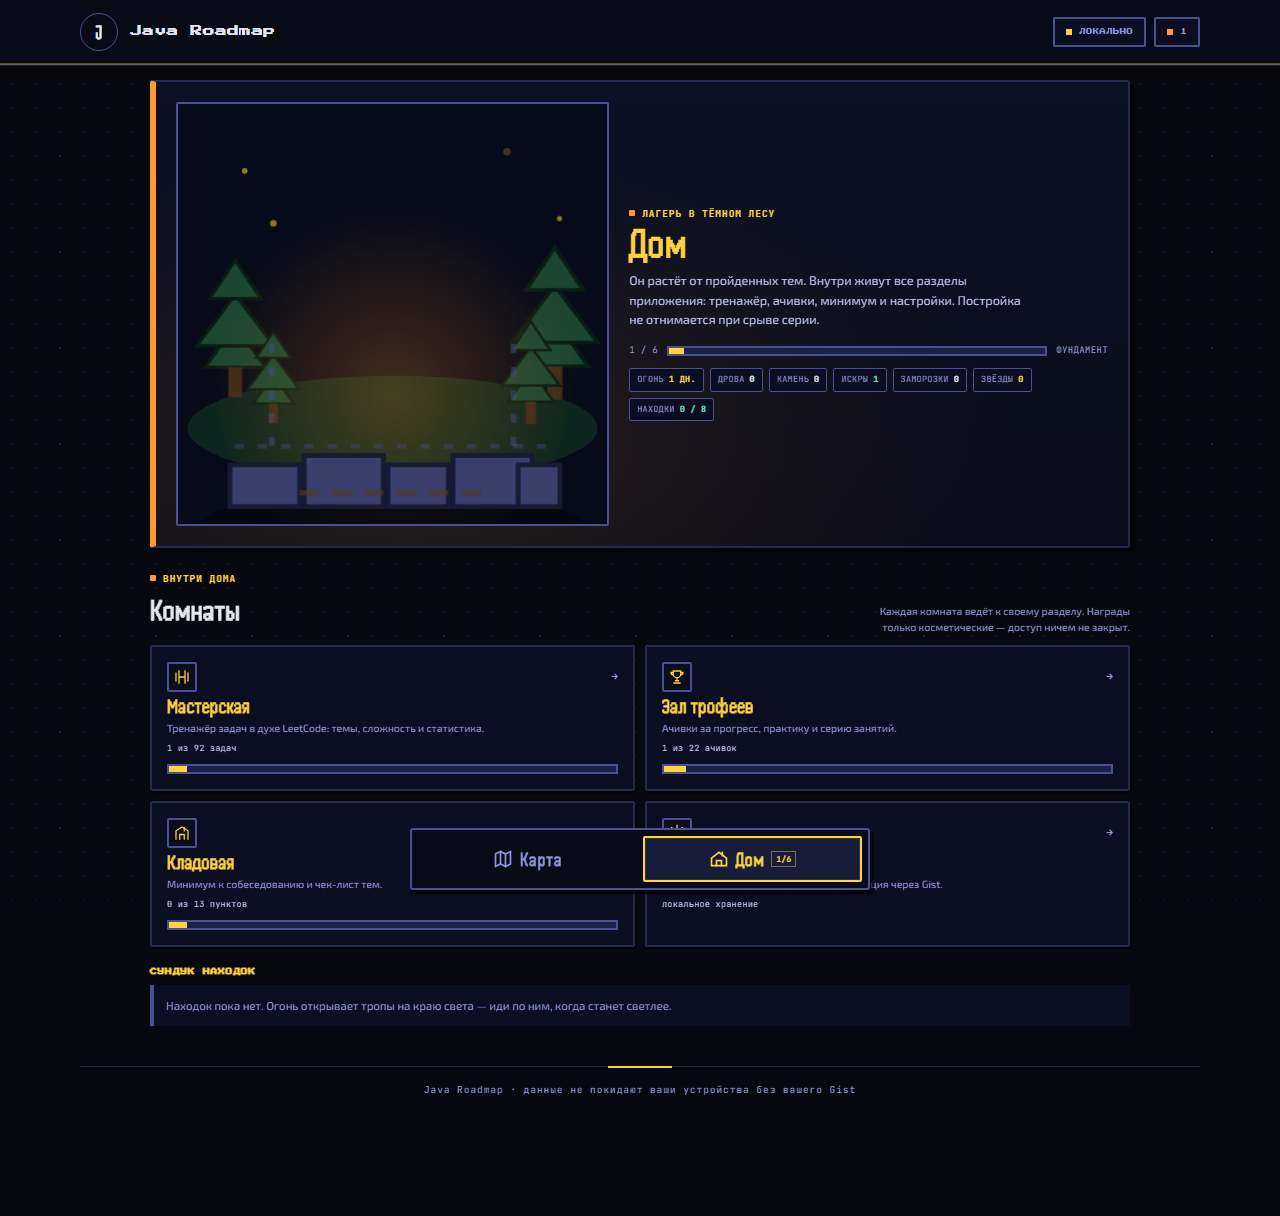 J Java Roadmap
ЛОКАЛЬНО
1
ЛАГЕРЬ В ТЁМНОМ ЛЕСУ
Дом
Он растёт от пройденных тем. Внутри живут все разделы
приложения: тренажёр, ачивки, минимум и настройки. Постройка
не отнимается при срыве серии.
1 / 6 ФУНДАМЕНТ
ОГОНЬ 1 ДН. ДРОВА 0 КАМЕНЬ 0 ИСКРЫ 1 ЗАМОРОЗКИ 0 ЗВЁЗДЫ 0
НАХОДКИ 0 / 8
ВНУТРИ ДОМА
Комнаты
Каждая комната ведёт к своему разделу. Награды
только косметические — доступ ничем не закрыт.
→
Мастерская
Тренажёр задач в духе LeetCode: темы, сложность и статистика.
1 из 92 задач
→
Зал трофеев
Ачивки за прогресс, практику и серию занятий.
1 из 22 ачивок
Кладовая
Минимум к собеседованию и чек-лист тем.
0 из 13 пунктов
→
ция через Gist.
локальное хранение
Карта
Дом 1/6
СУНДУК НАХОДОК
Находок пока нет. Огонь открывает тропы на краю света — иди по ним, когда станет светлее.
Java Roadmap · данные не покидают ваши устройства без вашего Gist